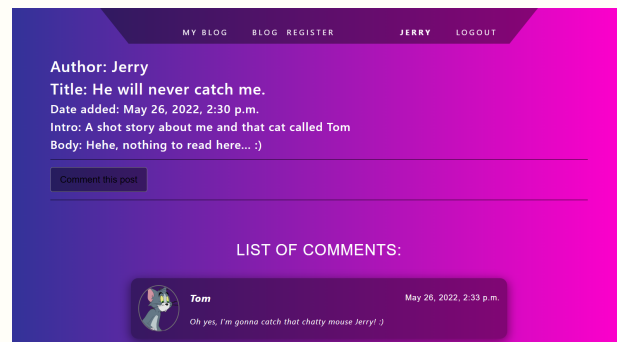 MY BLOG BLOG REGISTER JERRY LOGOUT
Author: Jerry
Title: He will never catch me.
Date added: May 26, 2022, 2:30 p.m.
Intro: A shot story about me and that cat called Tom
Body: Hehe, nothing to read here... :)
Comment this post
LIST OF COMMENTS:
Tom May 26, 2022, 2:33 p.m.
Oh yes, I'm gonna catch that chatty mouse Jerry! ;)